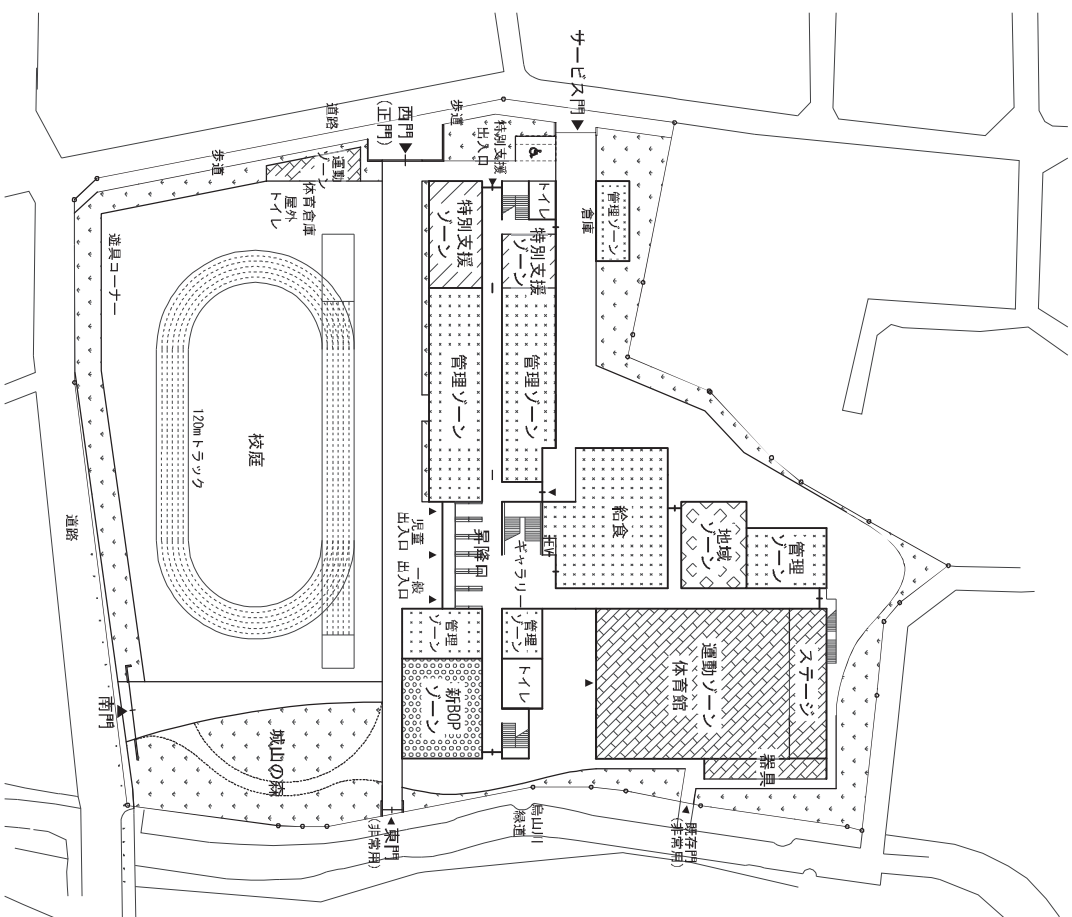 サービス門
歩道
道路
西門
(正門)
歩道
特別支援
出入口
運動
ゾーン
体育倉庫
屋外
トイレ
遊具コーナー
トイレ
倉庫
管理ゾーン
特別支援
ゾーン
特別支援
ゾーン
管理ゾーン
管理ゾーン
120mトラック
校庭
道路
児童
出入口
一般
出入口
昇降口
ギャラリー
EV
給食
地域
ゾーン
管理
ゾーン
管理
ゾーン
管理
ゾーン
トイレ
新BOP
ゾーン
運動ゾーン
体育館
ステージ
器具
南門
城山の森
東門
(非常用)
烏山川
緑道
既存門
(非常用)